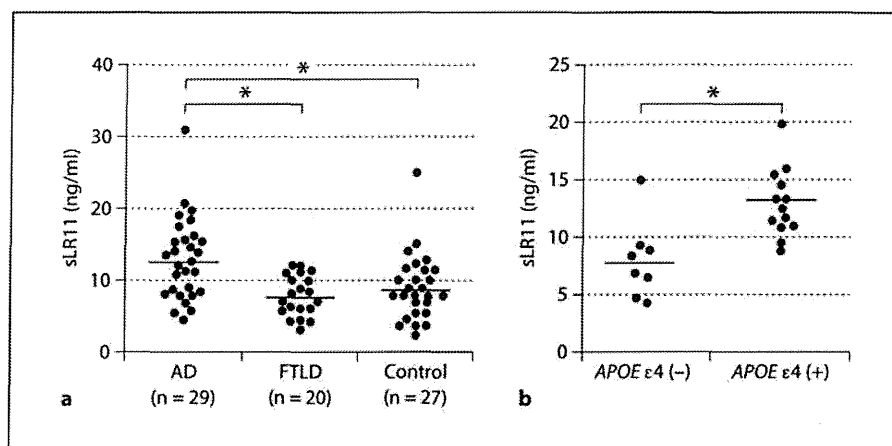 40
30
20
10
0
sLR11 (ng/ml)
*
*
AD
(n = 29)
FTLD
(n = 20)
Control
(n = 27)
a
25
20
15
10
5
0
sLR11 (ng/ml)
*
APOE ε4 (−)
APOE ε4 (+)
b